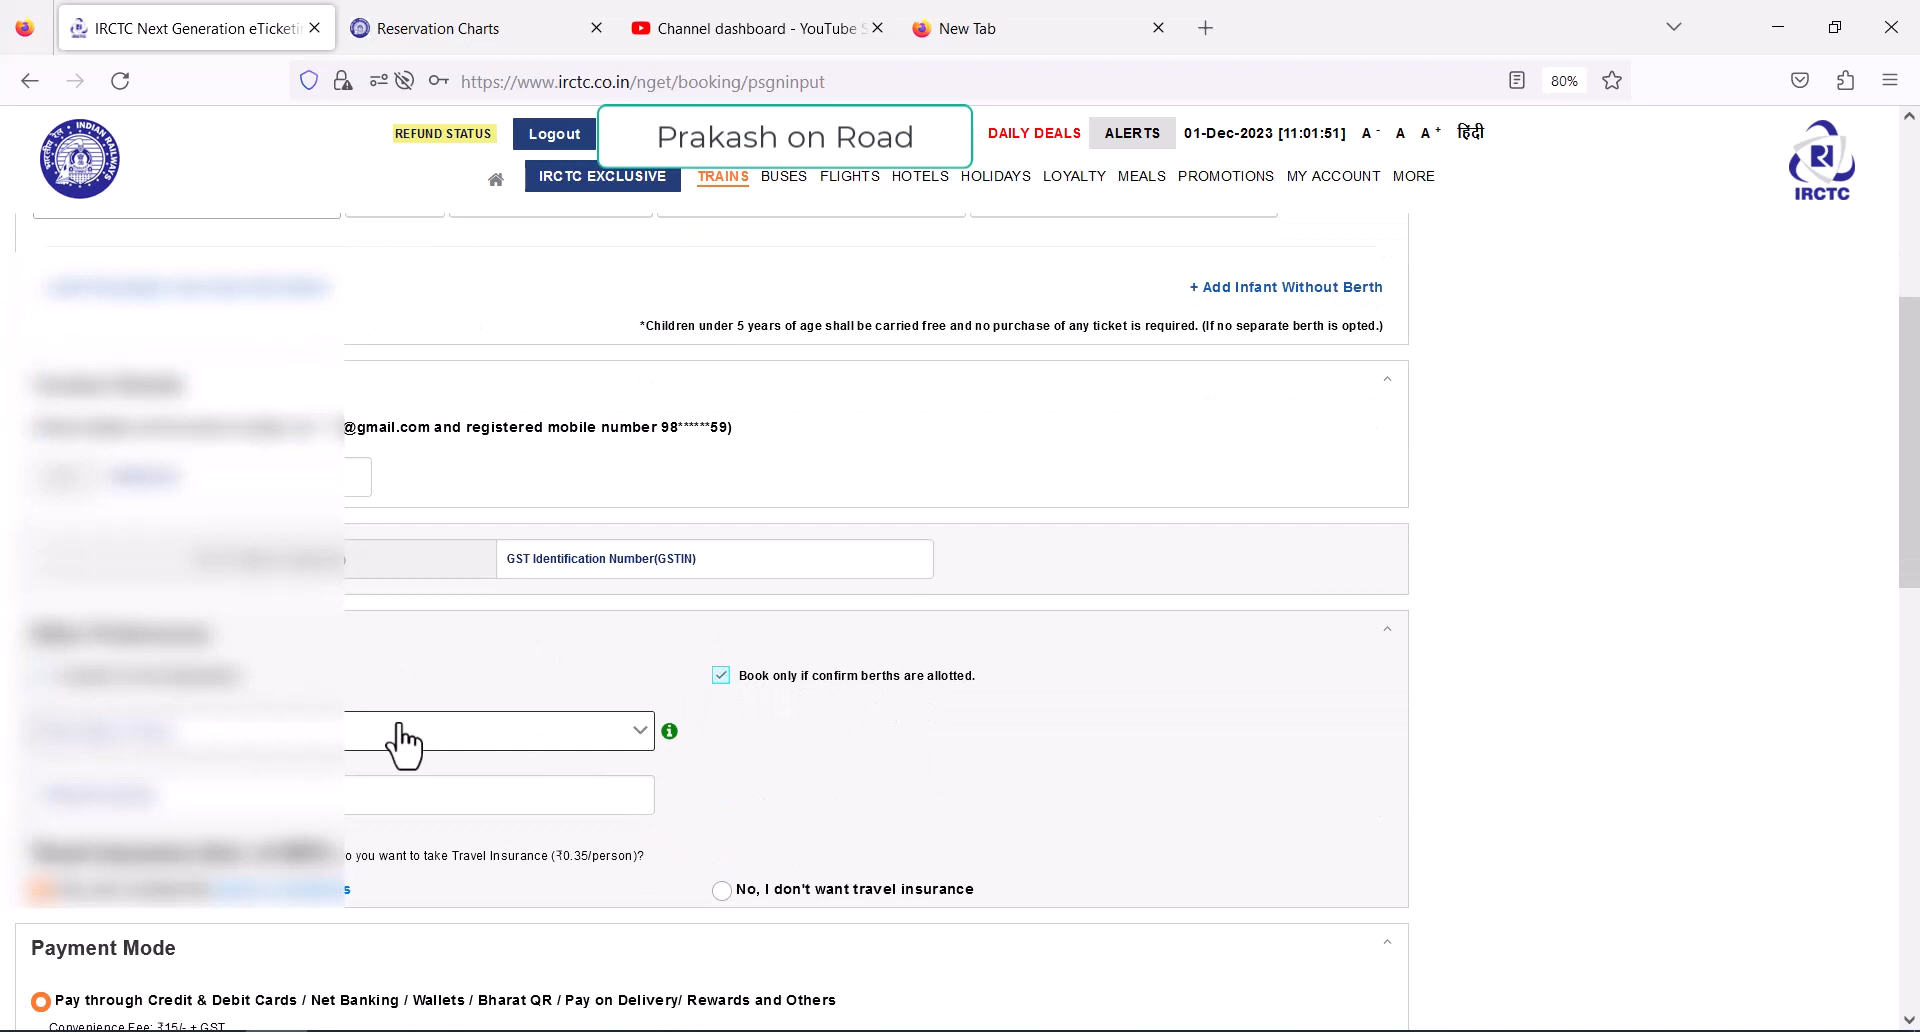 IRCTC Next Generation eTicketi
Reservation Charts
Channel dashboard - YouTube S
New Tab
https://www.irctc.co.in/nget/booking/psgninput
80%
INDIAN RAILWAYS
REFUND STATUS
Logout
Prakash on Road
DAILY DEALS
ALERTS
01-Dec-2023 [11:01:51]
A - A A +
हिंदी
IRCTC
IRCTC EXCLUSIVE
TRAINS BUSES FLIGHTS HOTELS HOLIDAYS LOYALTY MEALS PROMOTIONS MY ACCOUNT MORE
+ Add Infant Without Berth
*Children under 5 years of age shall be carried free and no purchase of any ticket is required. (If no separate berth is opted.)
@gmail.com and registered mobile number 98******59)
GST Identification Number(GSTIN)
Book only if confirm berths are allotted.
o you want to take Travel Insurance (₹0.35/person)?
No, I don't want travel insurance
Payment Mode
Pay through Credit & Debit Cards / Net Banking / Wallets / Bharat QR / Pay on Delivery/ Rewards and Others
Convenience Fee: ₹15/- + GST